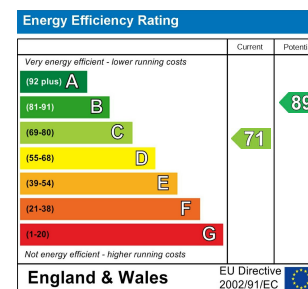 Energy Efficiency Rating
Current Potenti
Very energy efficient - lower running costs
(92 plus) A
(81-91) B
89
(69-80) C
71
(55-68) D
(39-54) E
(21-38) F
(1-20) G
Not energy efficient - higher running costs
England & Wales
EU Directive
2002/91/EC